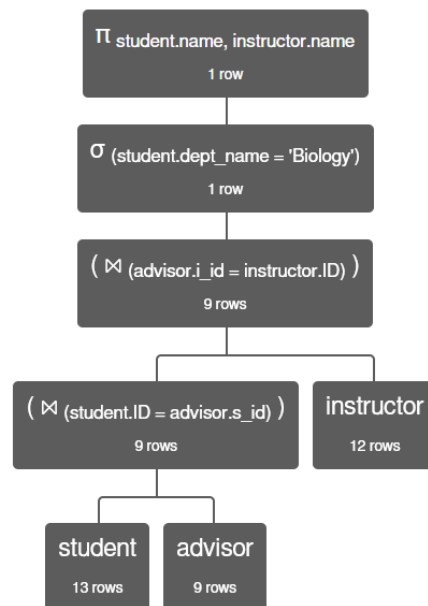 π student.name, instructor.name
1 row
σ (student.dept_name = 'Biology')
1 row
( ⋈ (advisor.i_id = instructor.ID) )
9 rows
( ⋈ (student.ID = advisor.s_id) )
9 rows
instructor
12 rows
student
13 rows
advisor
9 rows